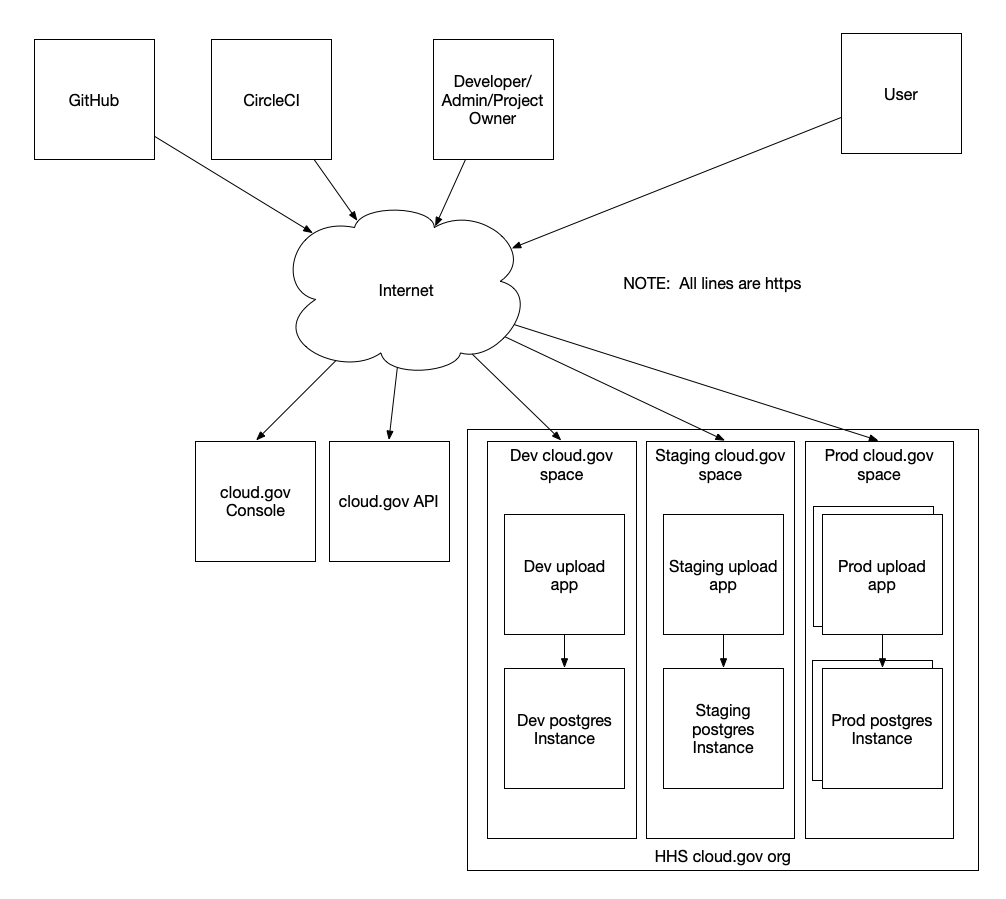 GitHub
CircleCI
Developer/
Admin/Project
Owner
User
Internet
NOTE:  All lines are https
cloud.gov
Console
cloud.gov API
Dev cloud.gov
space
Staging cloud.gov
space
Prod cloud.gov
space
Dev upload
app
Staging upload
app
Prod upload
app
Dev postgres
Instance
Staging
postgres
Instance
Prod postgres
Instance
HHS cloud.gov org